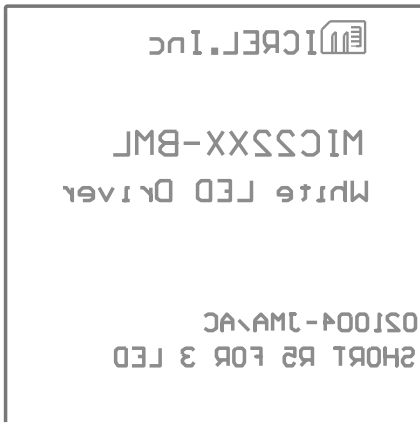 MICREL.Inc
MIC22XX-BML
White LED Driver
021004-JMA/AC
SHORT R5 FOR 3 LED